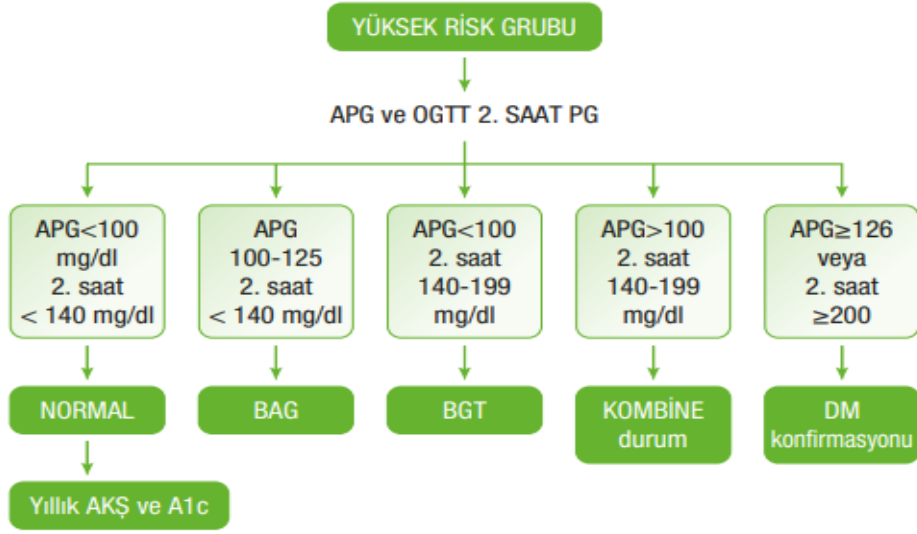 YÜKSEK RİSK GRUBU
APG ve OGTT 2. SAAT PG
APG<100
mg/dl
2. saat
< 140 mg/dl
APG
100-125
2. saat
< 140 mg/dl
APG<100
2. saat
140-199
mg/dl
APG>100
2. saat
140-199
mg/dl
APG≥126
veya
2. saat
≥200
NORMAL
BAG
BGT
KOMBİNE
durum
DM
konfirmasyonu
Yıllık AKŞ ve A1c